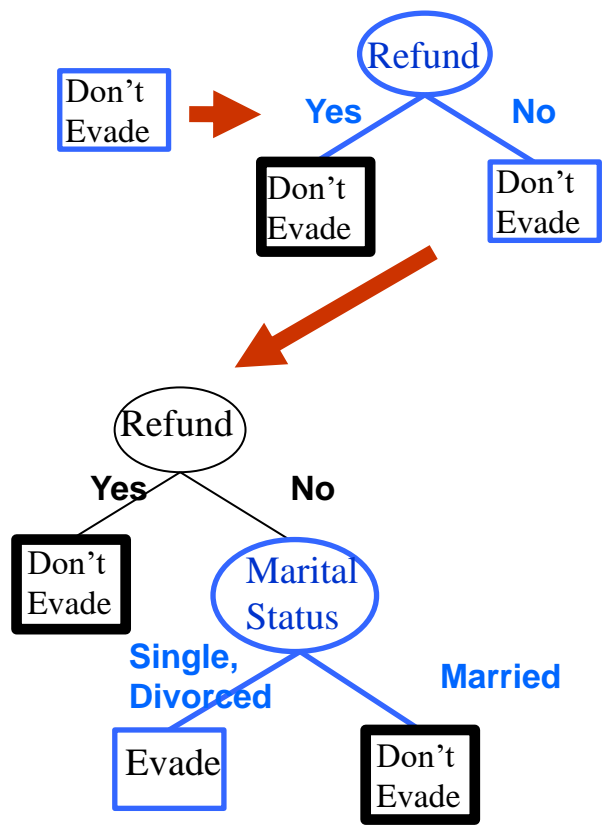 Don't
Evade
Refund
Yes
No
Don't
Evade
Don't
Evade
Refund
Yes
No
Don't
Evade
Marital
Status
Single,
Divorced
Married
Evade
Don't
Evade